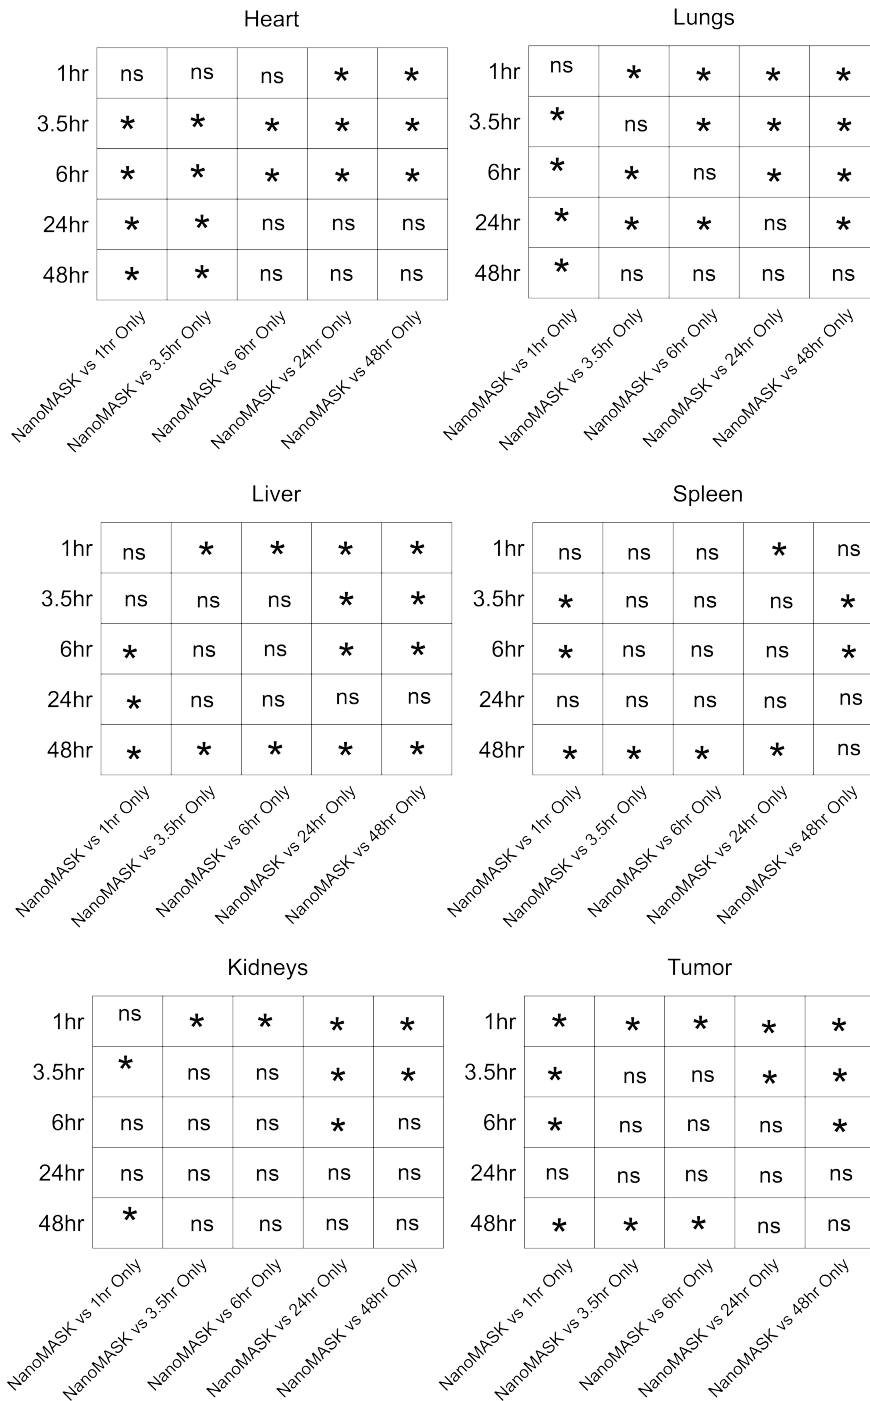 Heart
1hr ns ns ns * *
3.5hr * * * * *
6hr * * * * *
24hr * * ns ns ns
48hr * * ns ns ns
NanoMASK vs 1hr Only
NanoMASK vs 3.5hr Only
NanoMASK vs 6hr Only
NanoMASK vs 24hr Only
NanoMASK vs 48hr Only
Lungs
1hr ns * * * *
3.5hr * ns * * *
6hr * * ns * *
24hr * * * ns *
48hr * ns ns ns ns
NanoMASK vs 1hr Only
NanoMASK vs 3.5hr Only
NanoMASK vs 6hr Only
NanoMASK vs 24hr Only
NanoMASK vs 48hr Only
Liver
1hr ns * * * *
3.5hr ns ns ns * *
6hr * ns ns * *
24hr * ns ns ns ns
48hr * * * * *
NanoMASK vs 1hr Only
NanoMASK vs 3.5hr Only
NanoMASK vs 6hr Only
NanoMASK vs 24hr Only
NanoMASK vs 48hr Only
Spleen
1hr ns ns ns * ns
3.5hr * ns ns ns *
6hr * ns ns ns *
24hr ns ns ns ns ns
48hr * * * * ns
NanoMASK vs 1hr Only
NanoMASK vs 3.5hr Only
NanoMASK vs 6hr Only
NanoMASK vs 24hr Only
NanoMASK vs 48hr Only
Kidneys
1hr ns * * * *
3.5hr * ns ns * *
6hr ns ns ns * ns
24hr ns ns ns ns ns
48hr * ns ns ns ns
NanoMASK vs 1hr Only
NanoMASK vs 3.5hr Only
NanoMASK vs 6hr Only
NanoMASK vs 24hr Only
NanoMASK vs 48hr Only
Tumor
1hr * * * * *
3.5hr * ns ns * *
6hr * ns ns ns *
24hr ns ns ns ns ns
48hr * * * ns ns
NanoMASK vs 1hr Only
NanoMASK vs 3.5hr Only
NanoMASK vs 6hr Only
NanoMASK vs 24hr Only
NanoMASK vs 48hr Only